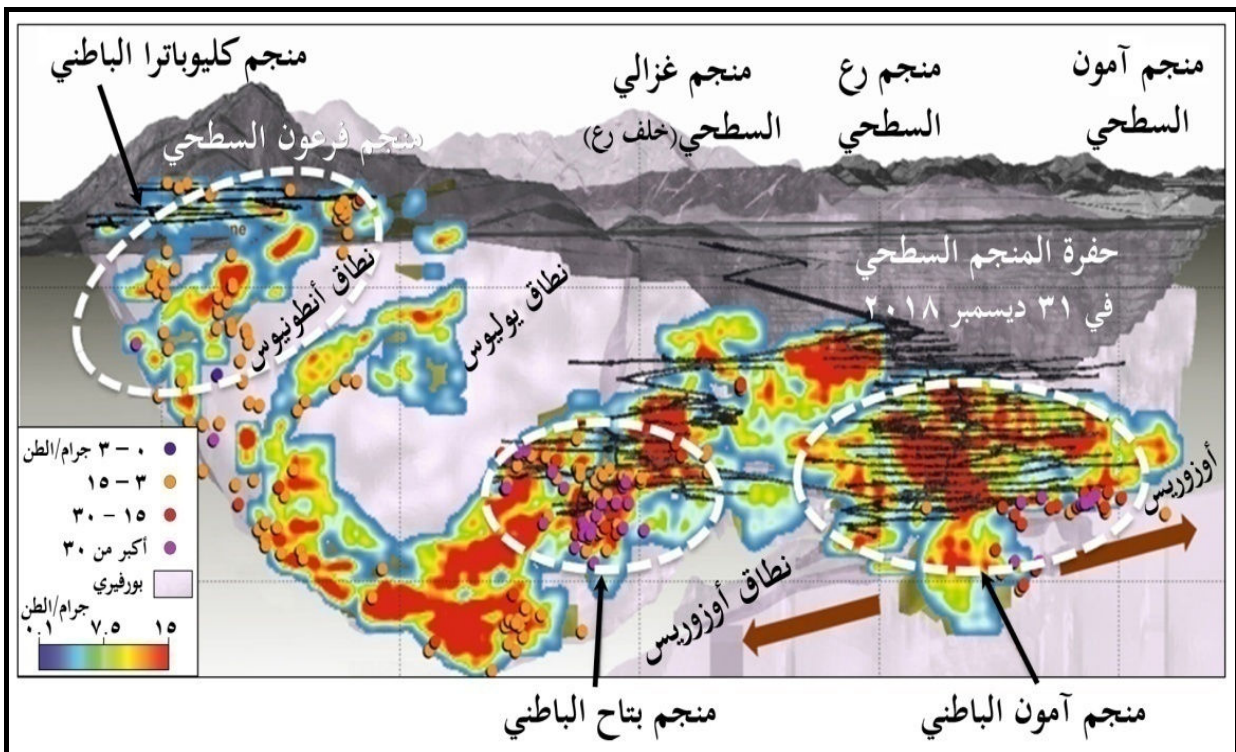 منجم كليوباترا الباطني
منجم غزالي
السطحي (خلف رع)
منجم رع
السطحي
منجم آمون
السطحي
منجم فرعون السطحي
ne
نطاق أنطونيوس
نطاق يوليوس
حفرة المنجم السطحي
في ٣١ ديسمبر ٢٠١٨
أوزوريس
نطاق أوزوريس
٠ – ٣ جرام/الطن
٣ – ١٥
١٥ – ٣٠
أكبر من ٣٠
بورفيري
جرام/الطن
٠.١ ٧.٥ ١٥
منجم بتاح الباطني
منجم آمون الباطني